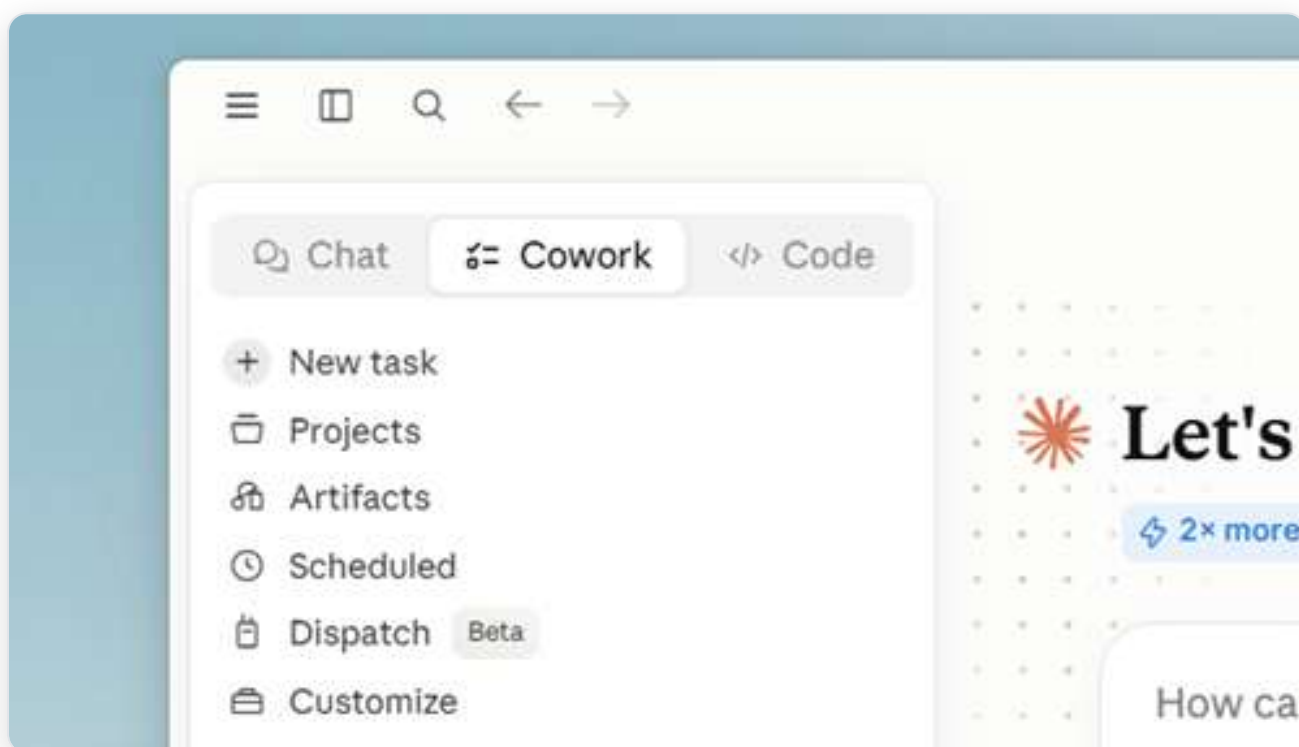 Chat Cowork Code
New task
Projects
Artifacts
Scheduled
Dispatch Beta
Customize
Let's
2× more
How ca